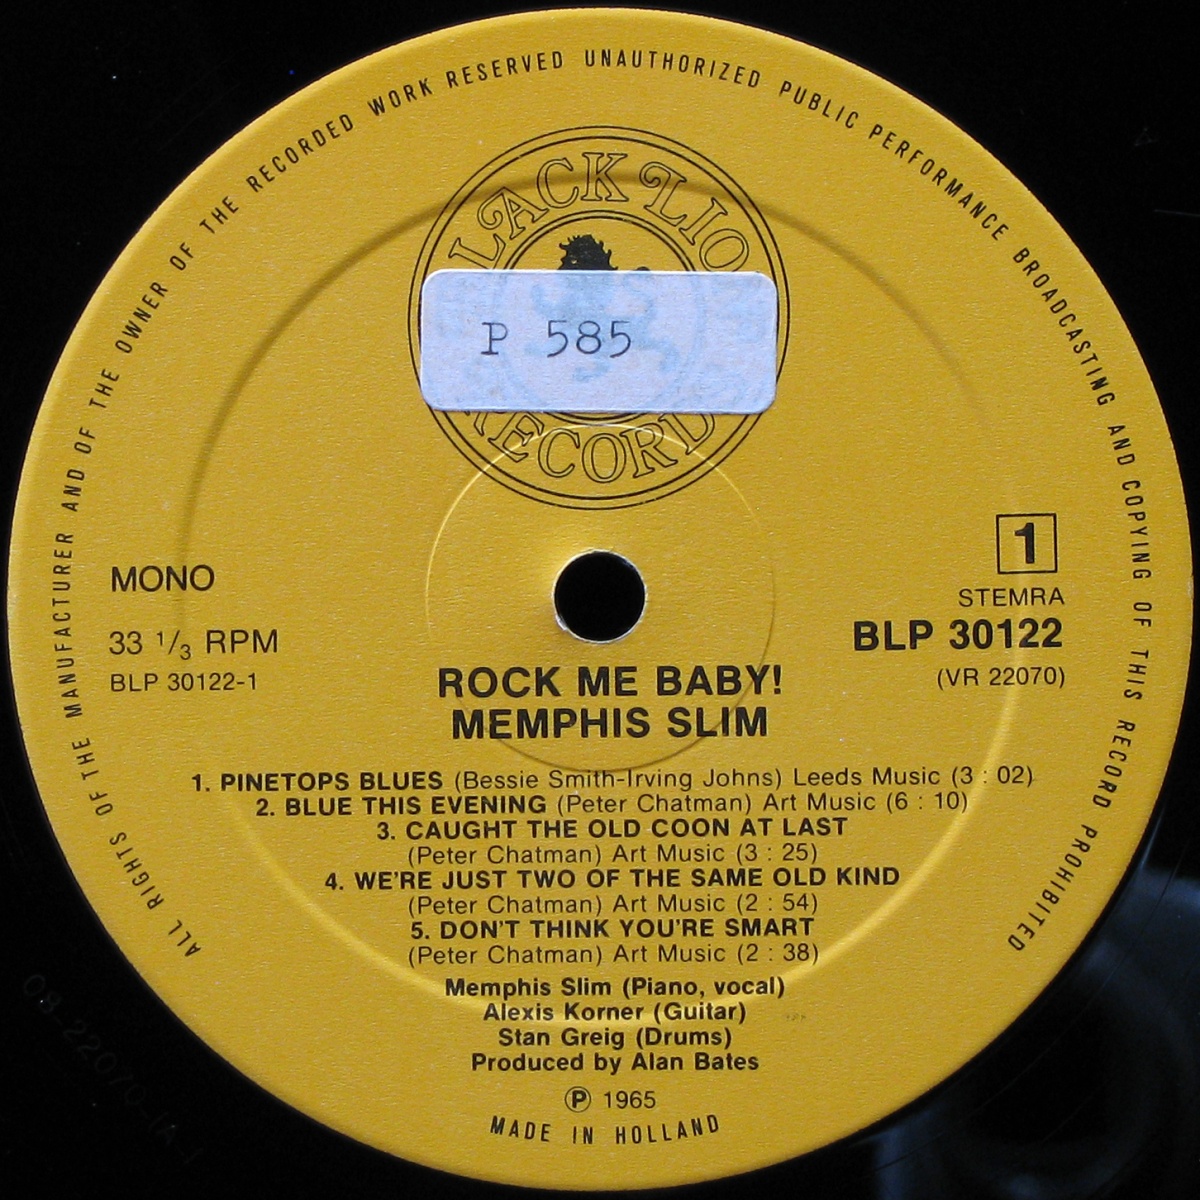 ALL RIGHTS OF THE MANUFACTURER AND OF THE OWNER OF THE RECORDED WORK RESERVED UNAUTHORIZED PUBLIC PERFORMANCE BROADCASTING AND COPYING OF THIS RECORD PROHIBITED
LACK LIO
P 585
RECORD
MONO
33 1/3 RPM
BLP 30122-1
1
STEMRA
BLP 30122
(VR 22070)
ROCK ME BABY!
MEMPHIS SLIM
1. PINETOPS BLUES (Bessie Smith-Irving Johns) Leeds Music (3 : 02)
2. BLUE THIS EVENING (Peter Chatman) Art Music (6 : 10)
3. CAUGHT THE OLD COON AT LAST
(Peter Chatman) Art Music (3 : 25)
4. WE'RE JUST TWO OF THE SAME OLD KIND
(Peter Chatman) Art Music (2 : 54)
5. DON'T THINK YOU'RE SMART
(Peter Chatman) Art Music (2 : 38)
Memphis Slim (Piano, vocal)
Alexis Korner (Guitar)
Stan Greig (Drums)
Produced by Alan Bates
Ⓟ 1965
MADE IN HOLLAND